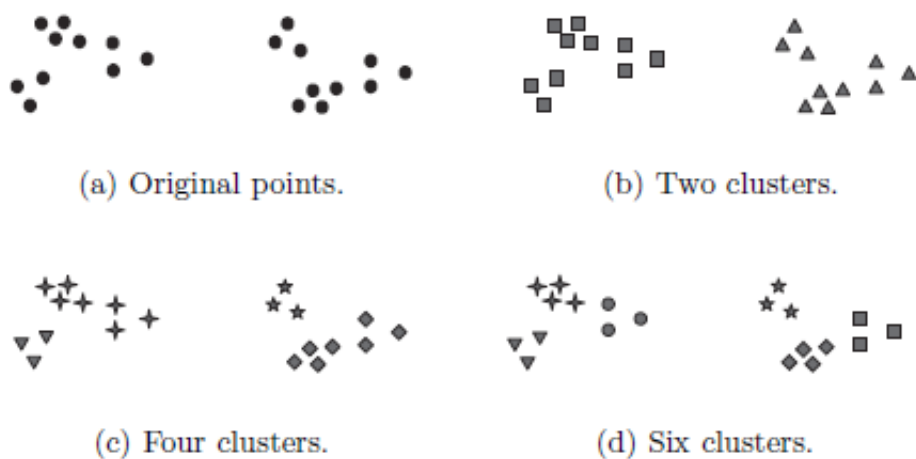 (a) Original points.
(b) Two clusters.
(c) Four clusters.
(d) Six clusters.